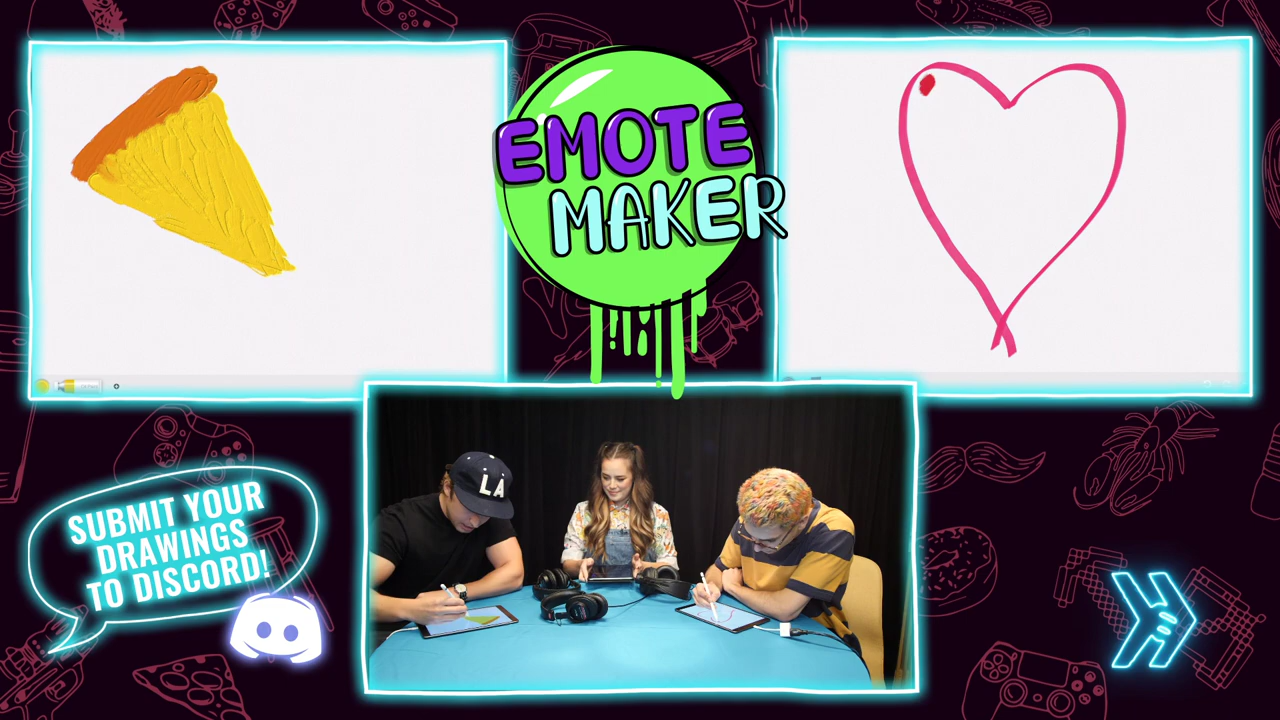 EMOTE
MAKER
SUBMIT YOUR
DRAWINGS
TO DISCORD!
LA